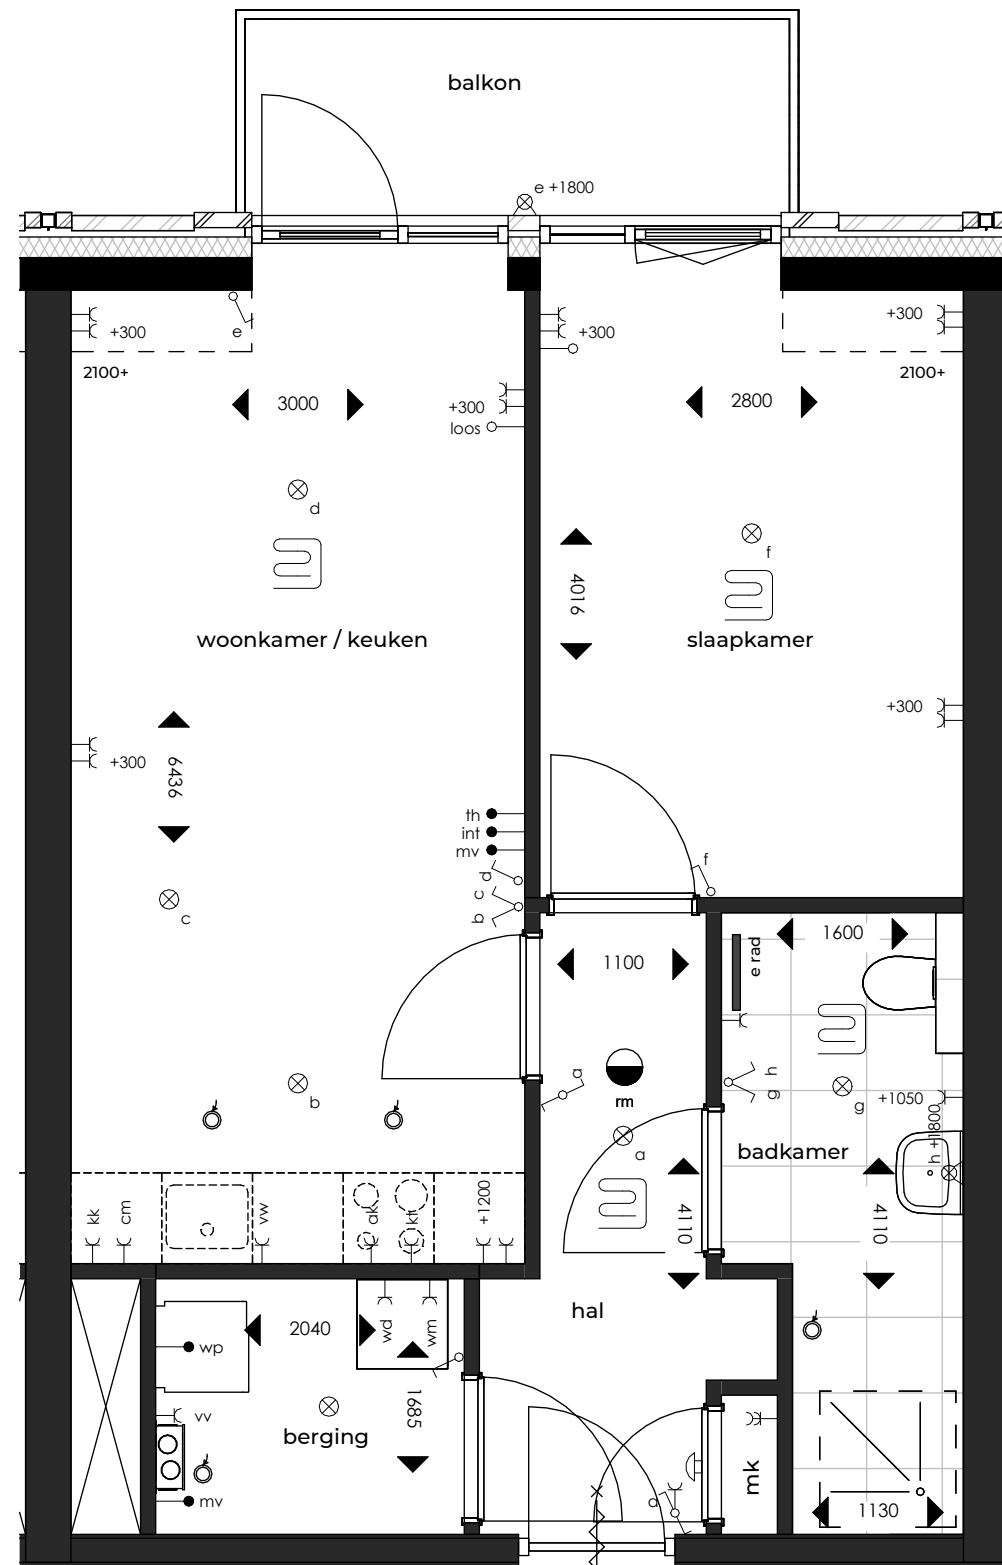 balkon
e +1800
+300
e
2100+
3000
+300
loos
+300
+300
2100+
2800
d
f
4016
woonkamer / keuken
slaapkamer
+300
6436
+300
th
int
mv
d
c
b
f
c
1100
e rad
1600
a
rm
h
g
g
+1050
h +1800
b
a
badkamer
4110
4110
kk
cm
vw
ak
kt
+1200
hal
2040
wd
wm
wp
1685
vv
berging
mv
a
mk
1130